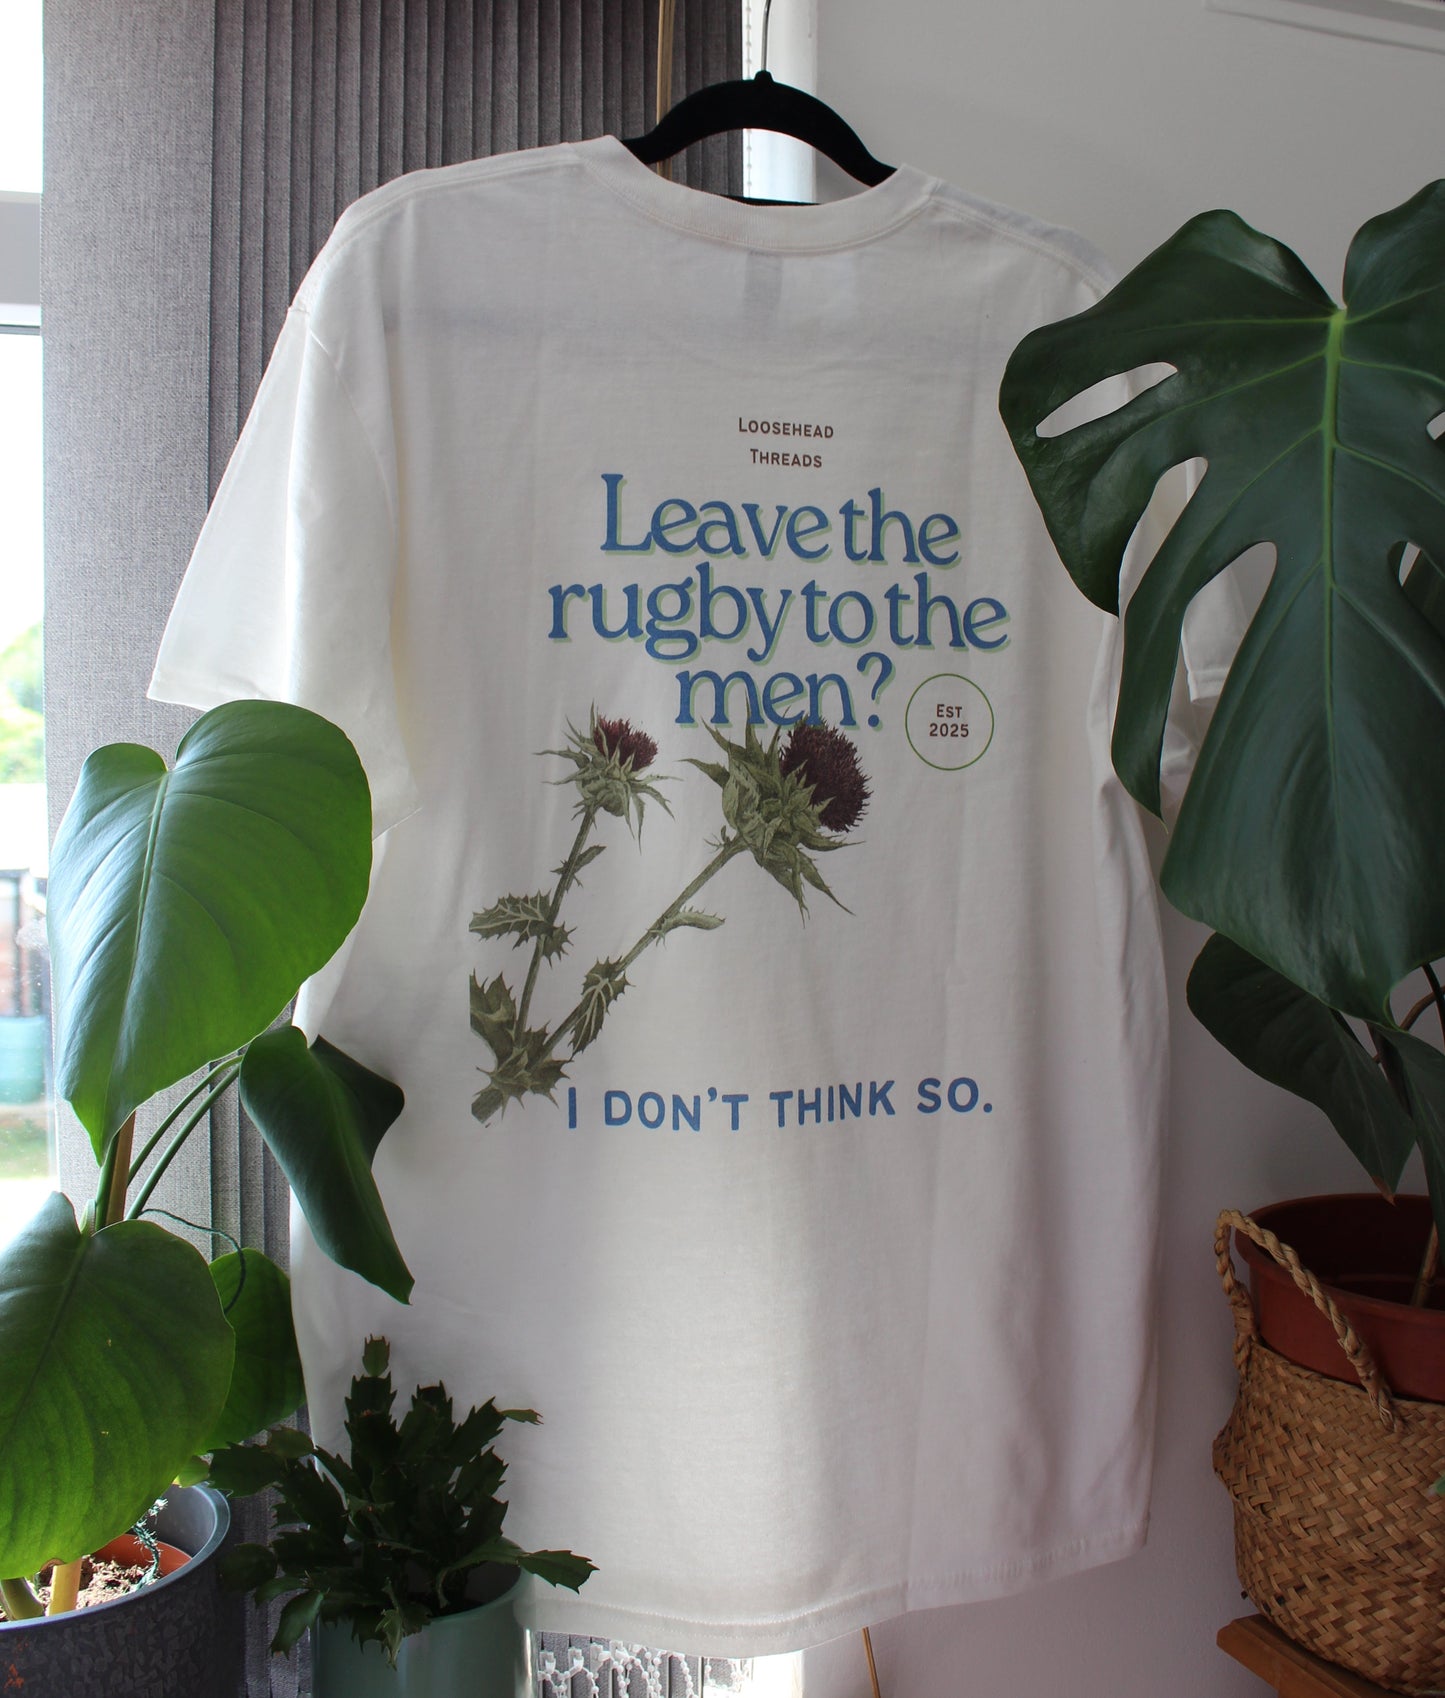 Loosehead
Threads
Leave the
rugby to the
men?
Est
2025
I DON'T THINK SO.